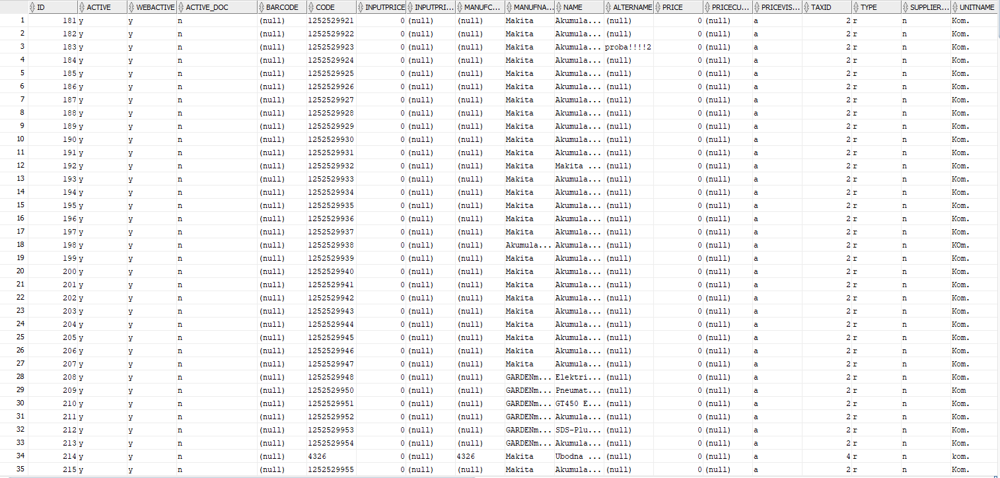 ID ACTIVE WEBACTIVE ACTIVE_DOC BARCODE CODE INPUTPRICE INPUTPRI... MANUFC... MANUFNA... NAME ALTERNAME PRICE PRICECU... PRICEVIS... TAXID TYPE SUPPLIER... UNITNAME
1 181 y y n (null) 1252529921 0 (null) (null) Makita Akumula... (null) 0 (null) a 2 r n Kom.
2 182 y y n (null) 1252529922 0 (null) (null) Makita Akumula... (null) 0 (null) a 2 r n Kom.
3 183 y y n (null) 1252529923 0 (null) (null) Makita Akumula... proba!!!!2 0 (null) a 2 r n Kom.
4 184 y y n (null) 1252529924 0 (null) (null) Makita Akumula... (null) 0 (null) a 2 r n Kom.
5 185 y y n (null) 1252529925 0 (null) (null) Makita Akumula... (null) 0 (null) a 2 r n Kom.
6 186 y y n (null) 1252529926 0 (null) (null) Makita Akumula... (null) 0 (null) a 2 r n Kom.
7 187 y y n (null) 1252529927 0 (null) (null) Makita Akumula... (null) 0 (null) a 2 r n Kom.
8 188 y y n (null) 1252529928 0 (null) (null) Makita Akumula... (null) 0 (null) a 2 r n Kom.
9 189 y y n (null) 1252529929 0 (null) (null) Makita Akumula... (null) 0 (null) a 2 r n Kom.
10 190 y y n (null) 1252529930 0 (null) (null) Makita Akumula... (null) 0 (null) a 2 r n Kom.
11 191 y y n (null) 1252529931 0 (null) (null) Makita Akumula... (null) 0 (null) a 2 r n Kom.
12 192 y y n (null) 1252529932 0 (null) (null) Makita Makita ... (null) 0 (null) a 2 r n Kom.
13 193 y y n (null) 1252529933 0 (null) (null) Makita Akumula... (null) 0 (null) a 2 r n Kom.
14 194 y y n (null) 1252529934 0 (null) (null) Makita Akumula... (null) 0 (null) a 2 r n Kom.
15 195 y y n (null) 1252529935 0 (null) (null) Makita Akumula... (null) 0 (null) a 2 r n Kom.
16 196 y y n (null) 1252529936 0 (null) (null) Makita Akumula... (null) 0 (null) a 2 r n Kom.
17 197 y y n (null) 1252529937 0 (null) (null) Makita Akumula... (null) 0 (null) a 2 r n Kom.
18 198 y y n (null) 1252529938 0 (null) (null) Akumula... Akumula... (null) 0 (null) a 2 r n KOm.
19 199 y y n (null) 1252529939 0 (null) (null) Makita Akumula... (null) 0 (null) a 2 r n Kom.
20 200 y y n (null) 1252529940 0 (null) (null) Makita Akumula... (null) 0 (null) a 2 r n Kom.
21 201 y y n (null) 1252529941 0 (null) (null) Makita Akumula... (null) 0 (null) a 2 r n Kom.
22 202 y y n (null) 1252529942 0 (null) (null) Makita Akumula... (null) 0 (null) a 2 r n Kom.
23 203 y y n (null) 1252529943 0 (null) (null) Makita Akumula... (null) 0 (null) a 2 r n Kom.
24 204 y y n (null) 1252529944 0 (null) (null) Makita Akumula... (null) 0 (null) a 2 r n Kom.
25 205 y y n (null) 1252529945 0 (null) (null) Makita Akumula... (null) 0 (null) a 2 r n Kom.
26 206 y y n (null) 1252529946 0 (null) (null) Makita Akumula... (null) 0 (null) a 2 r n Kom.
27 207 y y n (null) 1252529947 0 (null) (null) Makita Akumula... (null) 0 (null) a 2 r n Kom.
28 208 y y n (null) 1252529948 0 (null) (null) GARDENm... Elektri... (null) 0 (null) a 2 r n Kom.
29 209 y y n (null) 1252529950 0 (null) (null) GARDENm... Pneumat... (null) 0 (null) a 2 r n Kom
30 210 y y n (null) 1252529951 0 (null) (null) GARDENm... GT450 E... (null) 0 (null) a 2 r n Kom
31 211 y y n (null) 1252529952 0 (null) (null) GARDENm... Akumula... (null) 0 (null) a 2 r n Kom.
32 212 y y n (null) 1252529953 0 (null) (null) GARDENm... SDS-Plu... (null) 0 (null) a 2 r n Kom.
33 213 y y n (null) 1252529954 0 (null) (null) GARDENm... Akumula... (null) 0 (null) a 2 r n Kom.
34 214 y y n (null) 4326 0 (null) 4326 Makita Ubodna ... (null) 0 (null) a 4 r n kom.
35 215 y y n (null) 1252529955 0 (null) (null) Makita Akumula... (null) 0 (null) a 2 r n Kom.